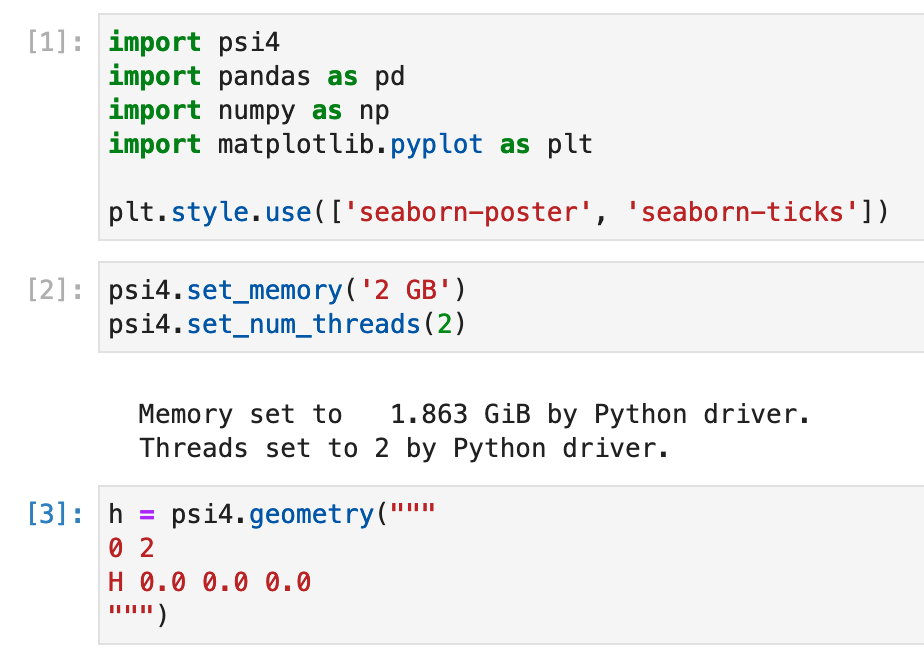 [1]: import psi4
import pandas as pd
import numpy as np
import matplotlib.pyplot as plt
plt.style.use(['seaborn-poster', 'seaborn-ticks'])
[2]: psi4.set_memory('2 GB')
psi4.set_num_threads(2)
Memory set to   1.863 GiB by Python driver.
Threads set to 2 by Python driver.
[3]: h = psi4.geometry("""
0 2
H 0.0 0.0 0.0
""")